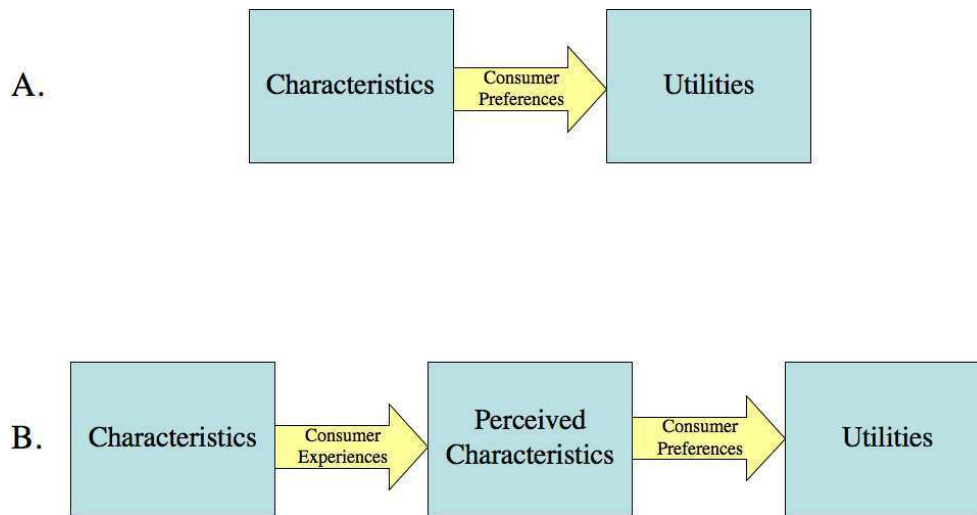 A.
Characteristics
Consumer
Preferences
Utilities
B.
Characteristics
Consumer
Experiences
Perceived
Characteristics
Consumer
Preferences
Utilities